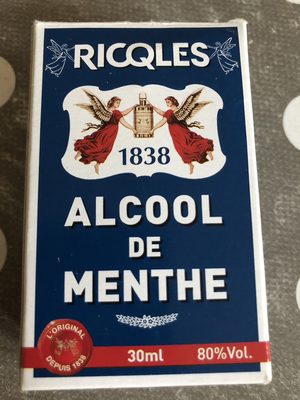 RICQLES
1838
ALCOOL
DE
MENTHE
L'ORIGINAL
DEPUIS 1838
30ml 80%Vol.